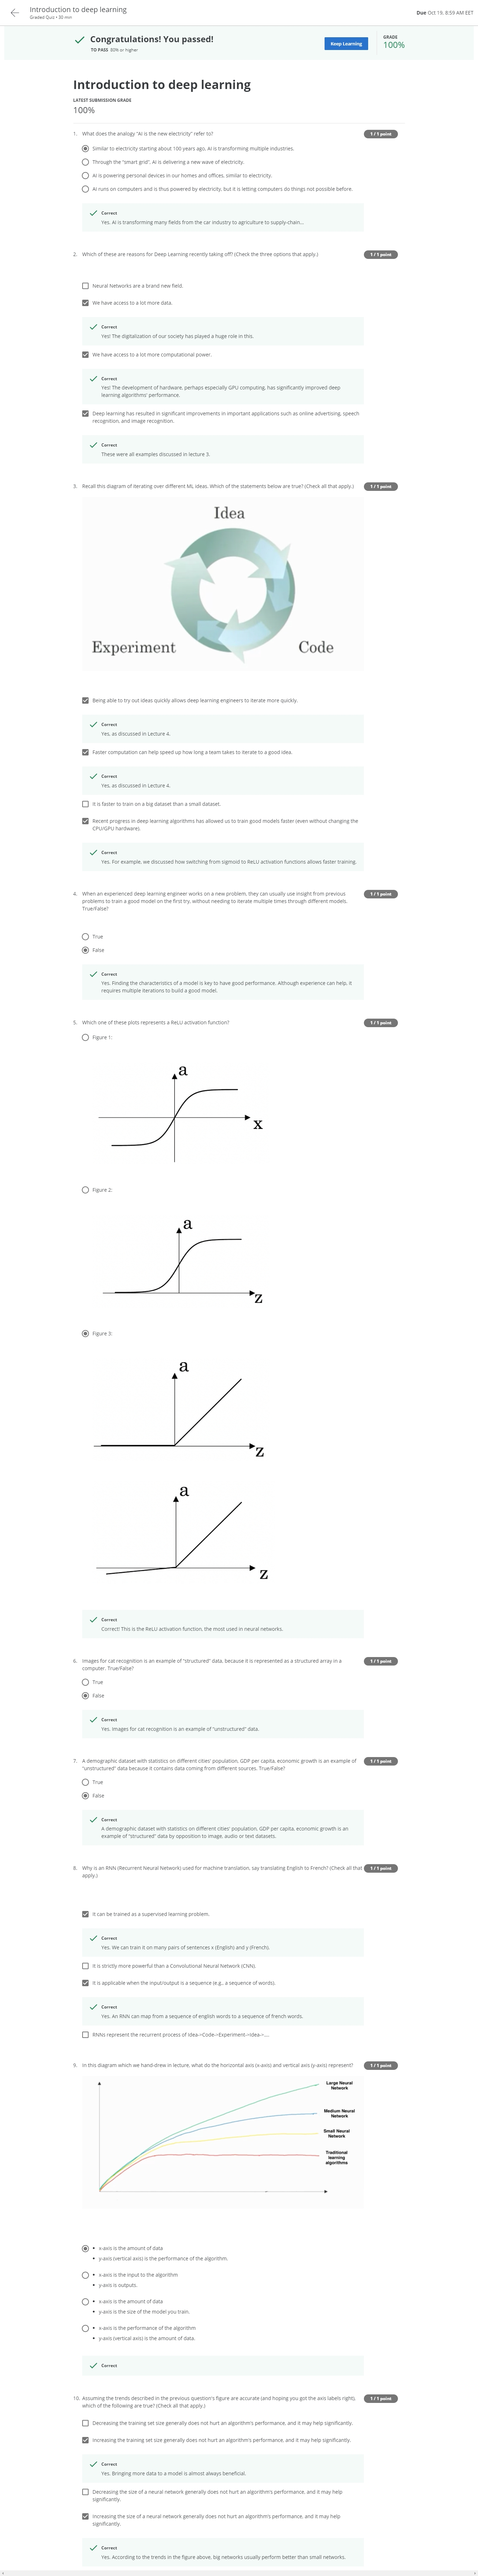 Introduction to deep learning
Graded Quiz • 30 min
Due Oct 19, 8:59 AM EET
Congratulations! You passed!
TO PASS 80% or higher
Keep Learning
GRADE
100%
Introduction to deep learning
LATEST SUBMISSION GRADE
100%
1. What does the analogy “AI is the new electricity” refer to?
1 / 1 point
Similar to electricity starting about 100 years ago, AI is transforming multiple industries.
Through the “smart grid”, AI is delivering a new wave of electricity.
AI is powering personal devices in our homes and offices, similar to electricity.
AI runs on computers and is thus powered by electricity, but it is letting computers do things not possible before.
Correct
Yes. AI is transforming many fields from the car industry to agriculture to supply-chain...
2. Which of these are reasons for Deep Learning recently taking off? (Check the three options that apply.)
1 / 1 point
Neural Networks are a brand new field.
We have access to a lot more data.
Correct
Yes! The digitalization of our society has played a huge role in this.
We have access to a lot more computational power.
Correct
Yes! The development of hardware, perhaps especially GPU computing, has significantly improved deep
learning algorithms' performance.
Deep learning has resulted in significant improvements in important applications such as online advertising, speech
recognition, and image recognition.
Correct
These were all examples discussed in lecture 3.
3. Recall this diagram of iterating over different ML ideas. Which of the statements below are true? (Check all that apply.)
1 / 1 point
Idea
Experiment
Code
Being able to try out ideas quickly allows deep learning engineers to iterate more quickly.
Correct
Yes, as discussed in Lecture 4.
Faster computation can help speed up how long a team takes to iterate to a good idea.
Correct
Yes, as discussed in Lecture 4.
It is faster to train on a big dataset than a small dataset.
Recent progress in deep learning algorithms has allowed us to train good models faster (even without changing the
CPU/GPU hardware).
Correct
Yes. For example, we discussed how switching from sigmoid to ReLU activation functions allows faster training.
4. When an experienced deep learning engineer works on a new problem, they can usually use insight from previous
problems to train a good model on the first try, without needing to iterate multiple times through different models.
True/False?
1 / 1 point
True
False
Correct
Yes. Finding the characteristics of a model is key to have good performance. Although experience can help, it
requires multiple iterations to build a good model.
5. Which one of these plots represents a ReLU activation function?
1 / 1 point
Figure 1:
a
x
Figure 2:
a
z
Figure 3:
a
z
a
z
Correct
Correct! This is the ReLU activation function, the most used in neural networks.
6. Images for cat recognition is an example of “structured” data, because it is represented as a structured array in a
computer. True/False?
1 / 1 point
True
False
Correct
Yes. Images for cat recognition is an example of “unstructured” data.
7. A demographic dataset with statistics on different cities' population, GDP per capita, economic growth is an example of
“unstructured” data because it contains data coming from different sources. True/False?
1 / 1 point
True
False
Correct
A demographic dataset with statistics on different cities' population, GDP per capita, economic growth is an
example of “structured” data by opposition to image, audio or text datasets.
8. Why is an RNN (Recurrent Neural Network) used for machine translation, say translating English to French? (Check all that
apply.)
1 / 1 point
It can be trained as a supervised learning problem.
Correct
Yes. We can train it on many pairs of sentences x (English) and y (French).
It is strictly more powerful than a Convolutional Neural Network (CNN).
It is applicable when the input/output is a sequence (e.g., a sequence of words).
Correct
Yes. An RNN can map from a sequence of english words to a sequence of french words.
RNNs represent the recurrent process of Idea->Code->Experiment->Idea->....
9. In this diagram which we hand-drew in lecture, what do the horizontal axis (x-axis) and vertical axis (y-axis) represent?
1 / 1 point
Large Neural
Network
Medium Neural
Network
Small Neural
Network
Traditional
learning
algorithms
• x-axis is the amount of data
• y-axis (vertical axis) is the performance of the algorithm.
• x-axis is the input to the algorithm
• y-axis is outputs.
• x-axis is the amount of data
• y-axis is the size of the model you train.
• x-axis is the performance of the algorithm
• y-axis (vertical axis) is the amount of data.
Correct
10. Assuming the trends described in the previous question's figure are accurate (and hoping you got the axis labels right),
which of the following are true? (Check all that apply.)
1 / 1 point
Decreasing the training set size generally does not hurt an algorithm's performance, and it may help significantly.
Increasing the training set size generally does not hurt an algorithm's performance, and it may help significantly.
Correct
Yes. Bringing more data to a model is almost always beneficial.
Decreasing the size of a neural network generally does not hurt an algorithm's performance, and it may help
significantly.
Increasing the size of a neural network generally does not hurt an algorithm's performance, and it may help
significantly.
Correct
Yes. According to the trends in the figure above, big networks usually perform better than small networks.